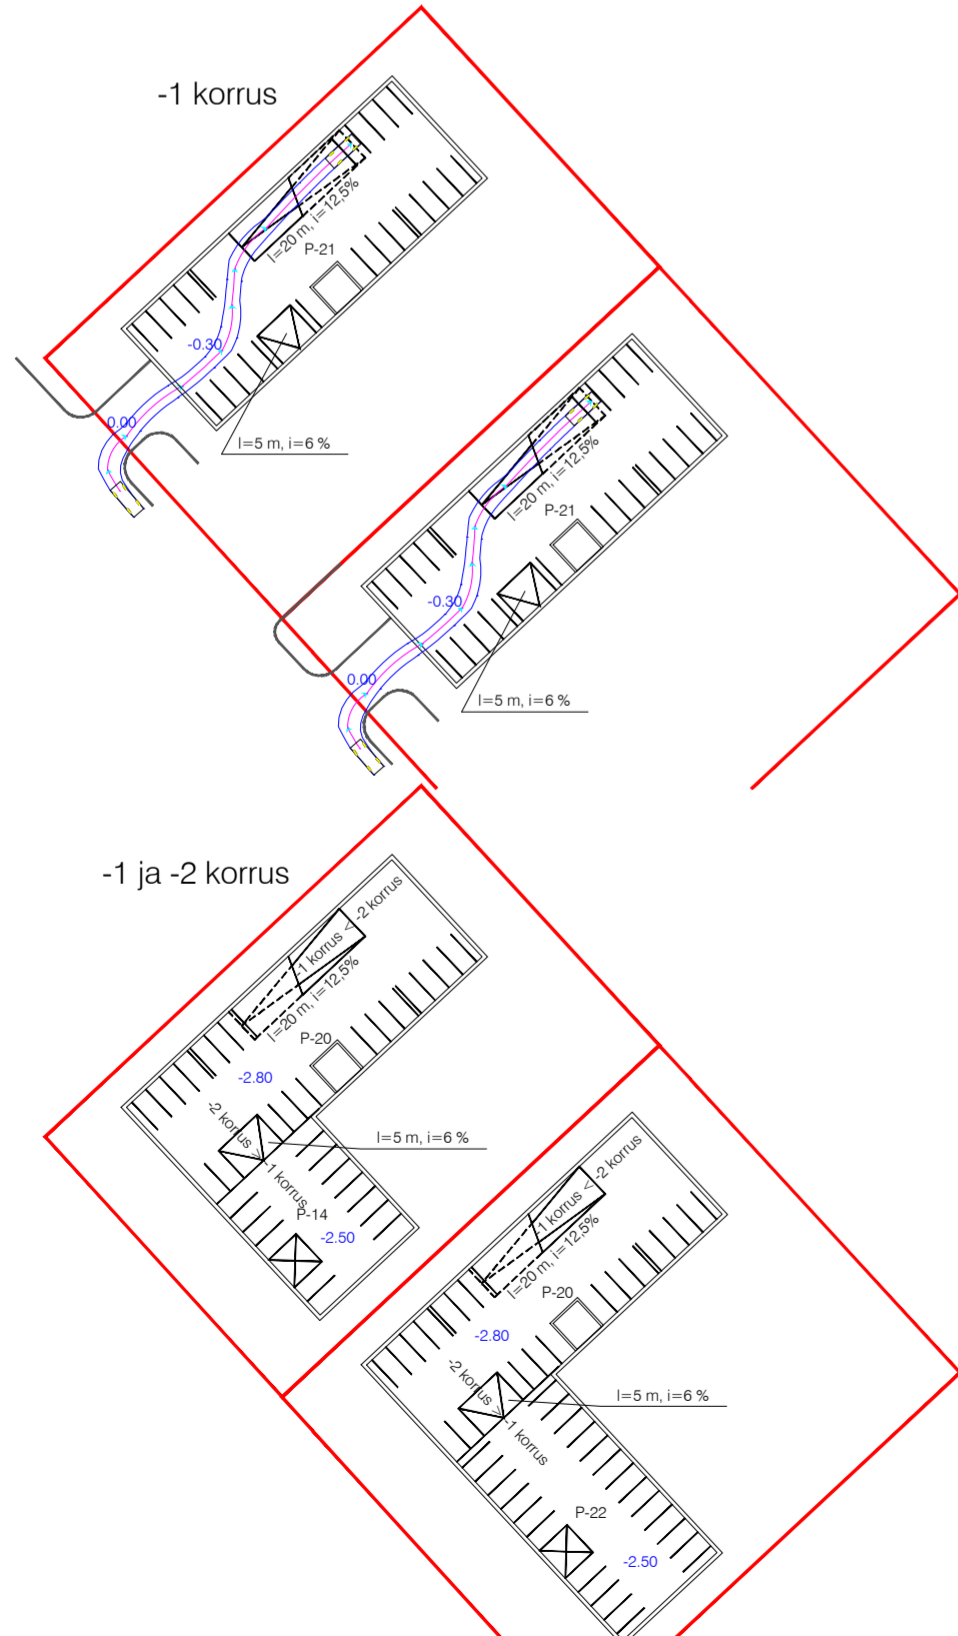 -1 korrus
l=20 m, i=12,5%
P-21
-0.30
0.00
l=5 m, i=6 %
l=20 m, i=12,5%
P-21
-0.30
0.00
l=5 m, i=6 %
-1 ja -2 korrus
-1 korrus < -2 korrus
l=20 m, i=12,5%
P-20
-2.80
-2 korrus > -1 korrus
l=5 m, i=6 %
P-14
-2.50
-1 korrus < -2 korrus
l=20 m, i=12,5%
P-20
-2.80
-2 korrus > -1 korrus
l=5 m, i=6 %
P-22
-2.50